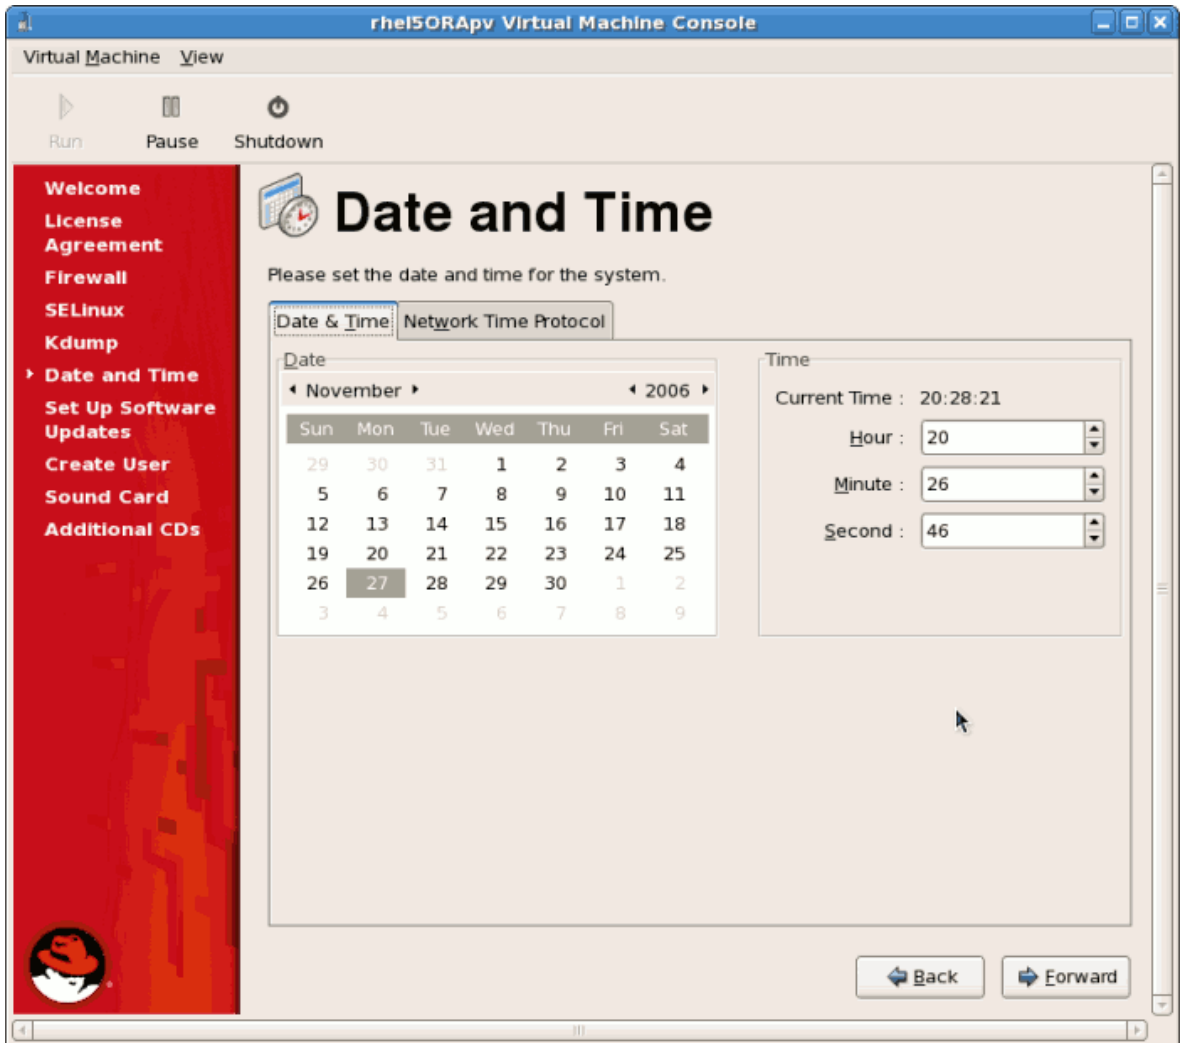 rhel5ORApv Virtual Machine Console
Virtual Machine View
Run Pause Shutdown
Welcome
License
Agreement
Firewall
SELinux
Kdump
Date and Time
Set Up Software
Updates
Create User
Sound Card
Additional CDs
Date and Time
Please set the date and time for the system.
Date & Time Network Time Protocol
Date
November 2006
Sun Mon Tue Wed Thu Fri Sat
29 30 31 1 2 3 4
5 6 7 8 9 10 11
12 13 14 15 16 17 18
19 20 21 22 23 24 25
26 27 28 29 30 1 2
3 4 5 6 7 8 9
Time
Current Time : 20:28:21
Hour : 20
Minute : 26
Second : 46
Back Forward